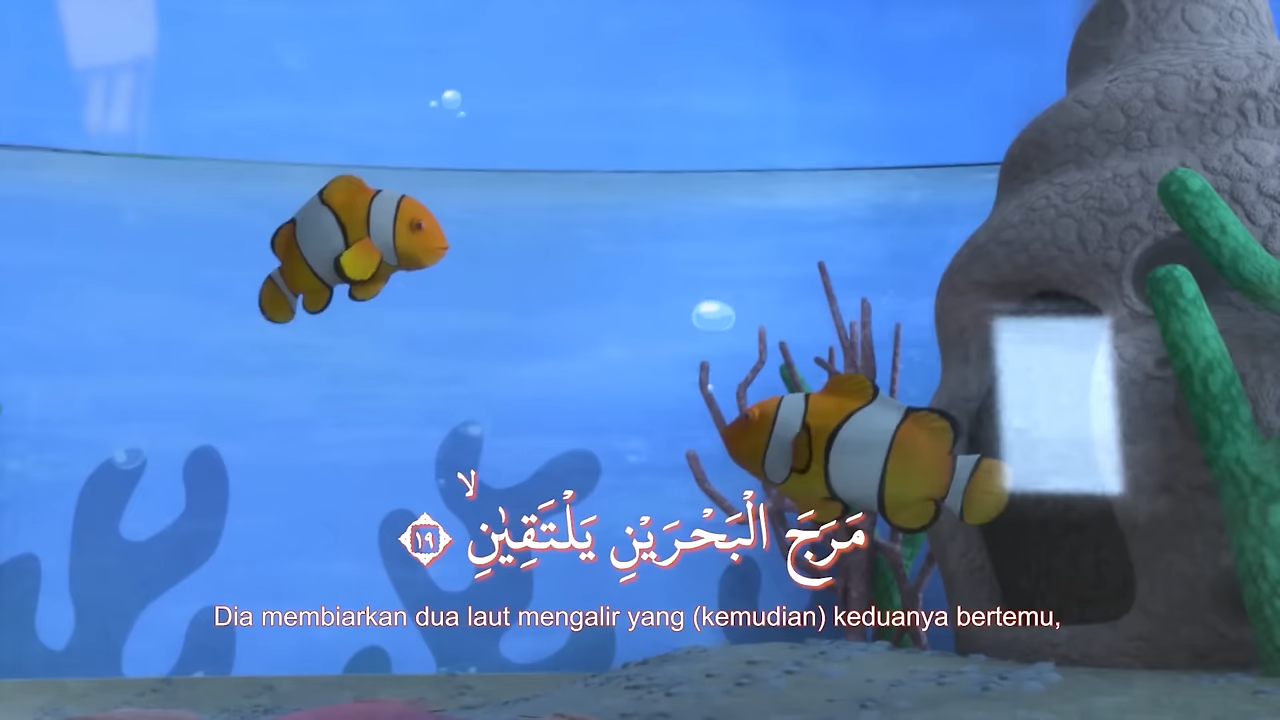 مَرَجَ الْبَحْرَيْنِ يَلْتَقِيٰنِۙ ١٩
Dia membiarkan dua laut mengalir yang (kemudian) keduanya bertemu,